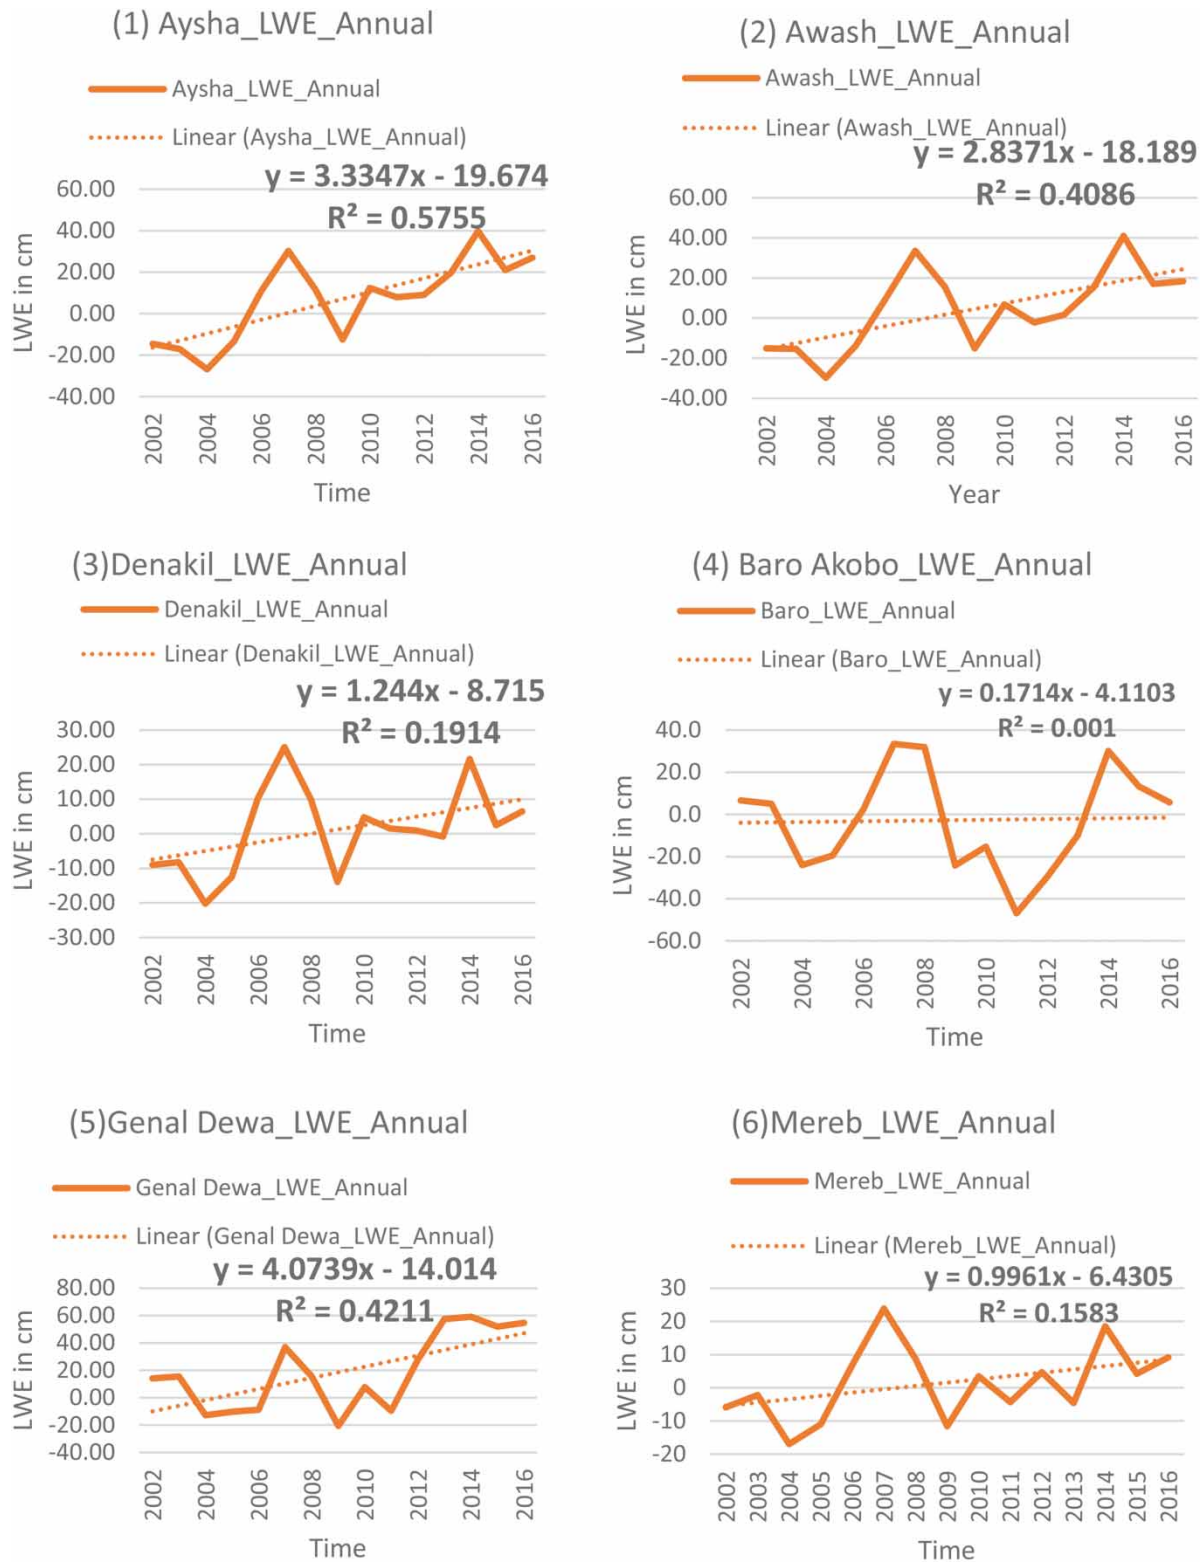 (1) Aysha_LWE_Annual
Aysha_LWE_Annual
Linear (Aysha_LWE_Annual)
y = 3.3347x - 19.674
R² = 0.5755
60.00
40.00
20.00
0.00
-20.00
-40.00
LWE in cm
2002
2004
2006
2008
2010
2012
2014
2016
Time
(2) Awash_LWE_Annual
Awash_LWE_Annual
Linear (Awash_LWE_Annual)
y = 2.8371x - 18.189
R² = 0.4086
60.00
40.00
20.00
0.00
-20.00
-40.00
LWE in cm
2002
2004
2006
2008
2010
2012
2014
2016
Year
(3)Denakil_LWE_Annual
Denakil_LWE_Annual
Linear (Denakil_LWE_Annual)
y = 1.244x - 8.715
R² = 0.1914
30.00
20.00
10.00
0.00
-10.00
-20.00
-30.00
LWE in cm
2002
2004
2006
2008
2010
2012
2014
2016
Time
(4) Baro Akobo_LWE_Annual
Baro_LWE_Annual
Linear (Baro_LWE_Annual)
y = 0.1714x - 4.1103
R² = 0.001
40.0
20.0
0.0
-20.0
-40.0
-60.0
LWE in cm
2002
2004
2006
2008
2010
2012
2014
2016
Time
(5)Genal Dewa_LWE_Annual
Genal Dewa_LWE_Annual
Linear (Genal Dewa_LWE_Annual)
y = 4.0739x - 14.014
R² = 0.4211
80.00
60.00
40.00
20.00
0.00
-20.00
-40.00
LWE in cm
2002
2004
2006
2008
2010
2012
2014
2016
Time
(6)Mereb_LWE_Annual
Mereb_LWE_Annual
Linear (Mereb_LWE_Annual)
y = 0.9961x - 6.4305
R² = 0.1583
30
20
10
0
-10
-20
LWE in cm
2002
2003
2004
2005
2006
2007
2008
2009
2010
2011
2012
2013
2014
2015
2016
Time